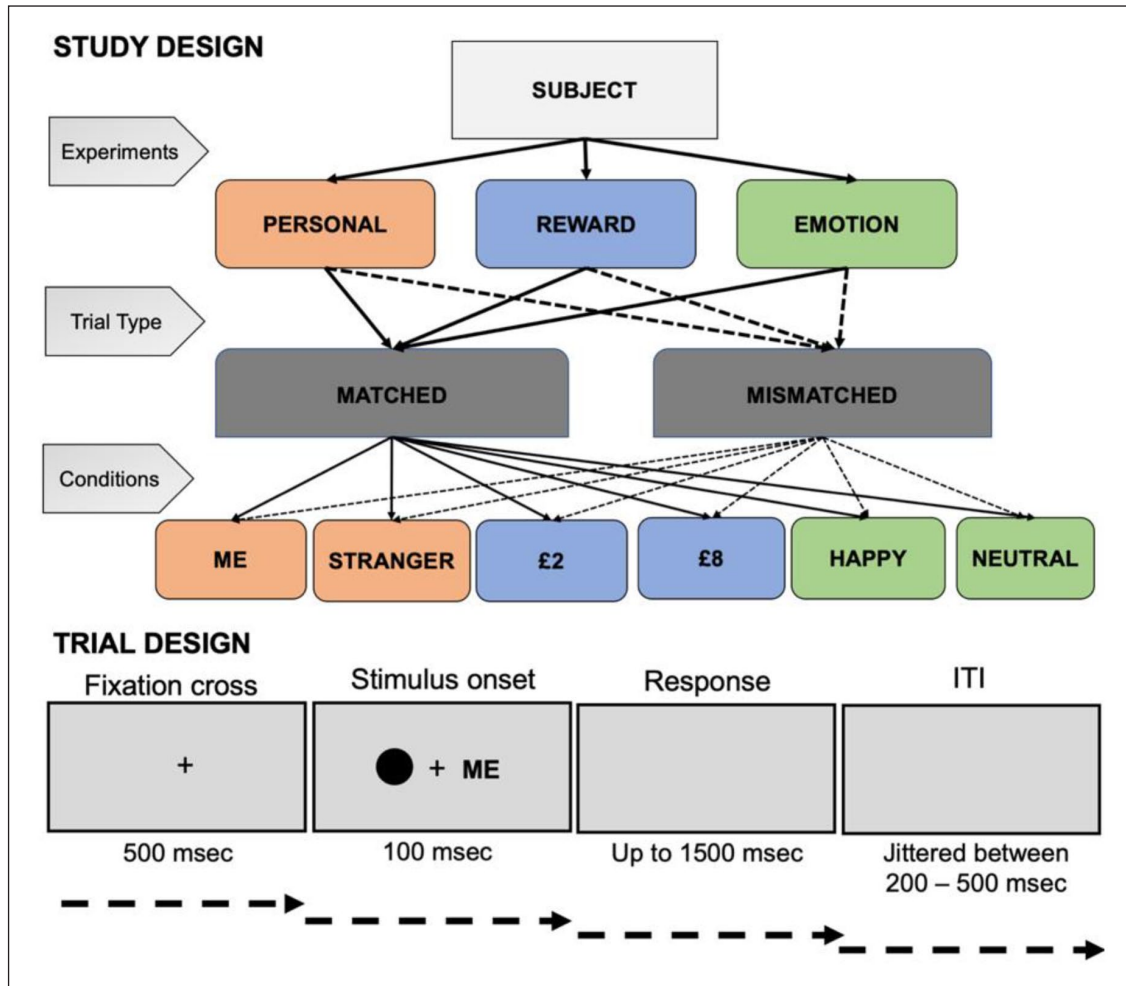 STUDY DESIGN
SUBJECT
Experiments
PERSONAL
REWARD
EMOTION
Trial Type
MATCHED
MISMATCHED
Conditions
ME
STRANGER
£2
£8
HAPPY
NEUTRAL
TRIAL DESIGN
Fixation cross
Stimulus onset
Response
ITI
+
+ ME
500 msec
100 msec
Up to 1500 msec
Jittered between
200 – 500 msec